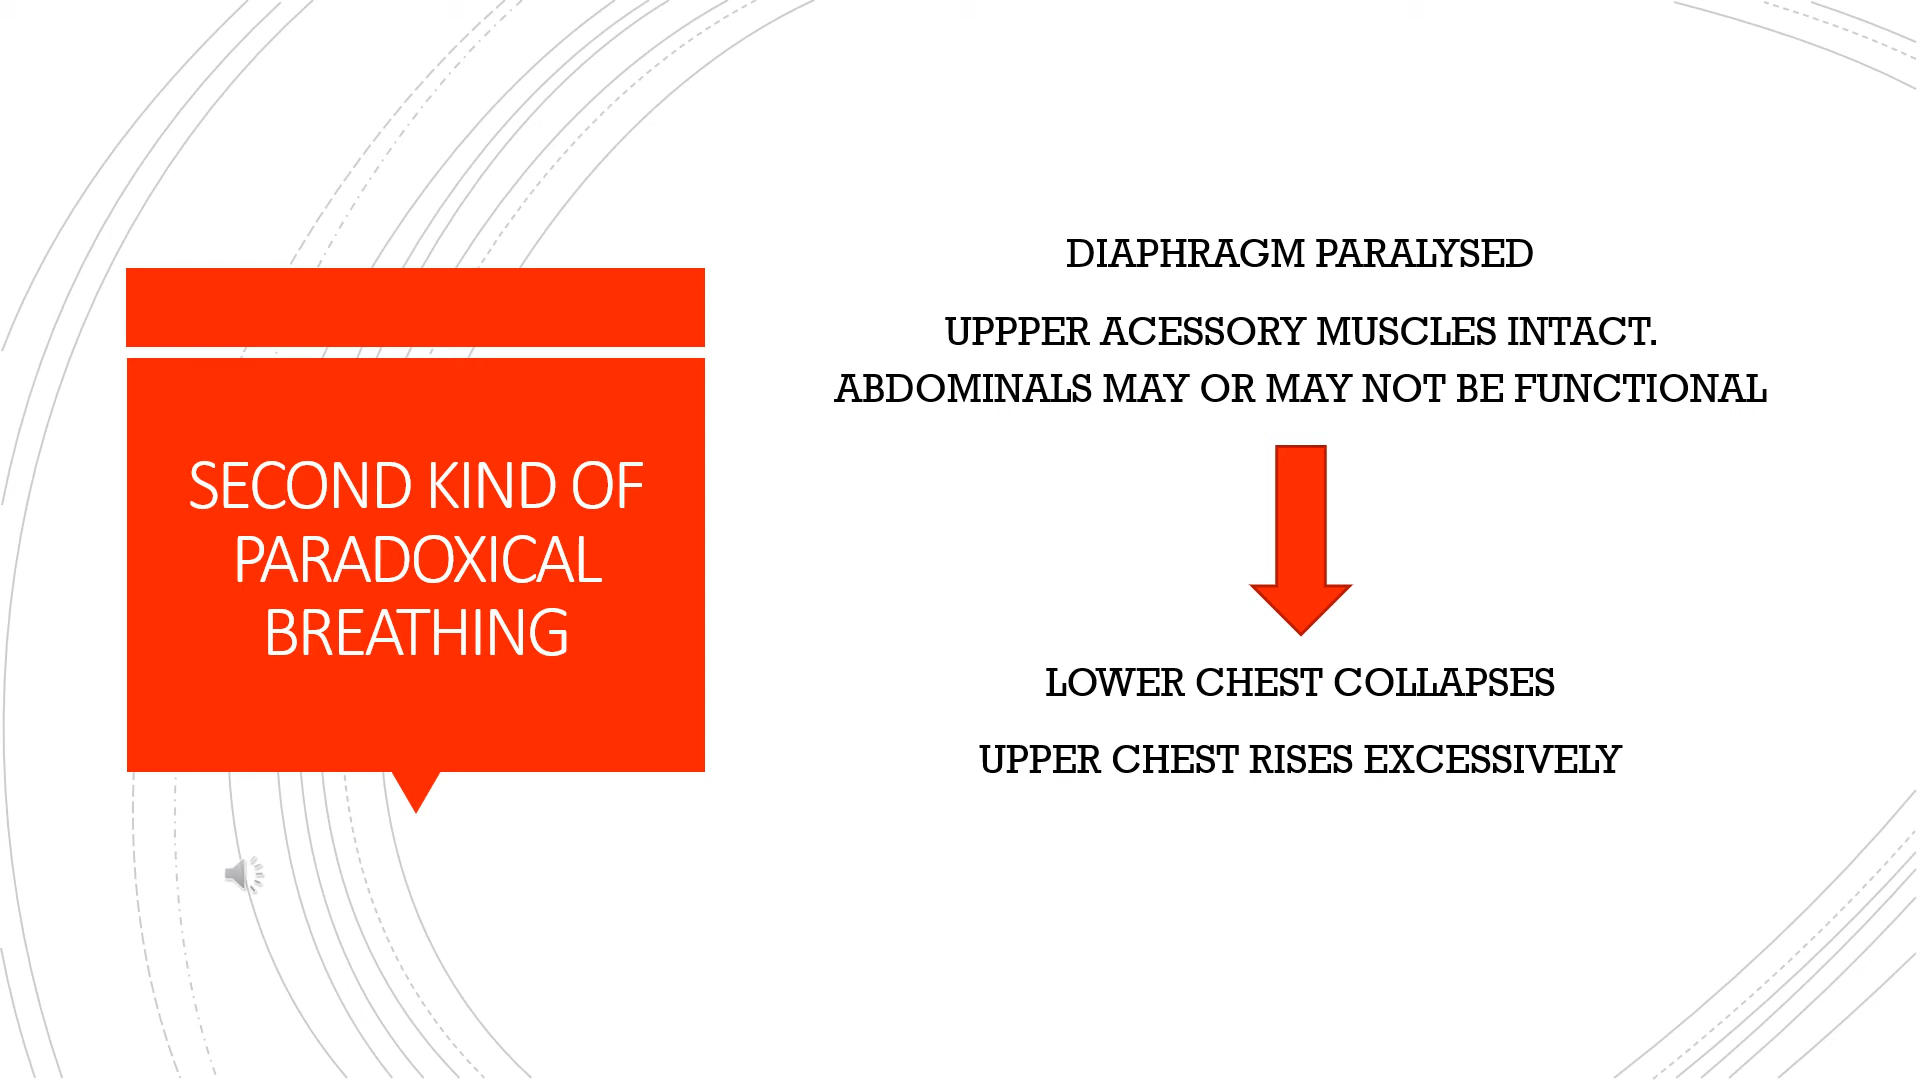 SECOND KIND OF
PARADOXICAL
BREATHING
DIAPHRAGM PARALYSED
UPPPER ACESSORY MUSCLES INTACT.
ABDOMINALS MAY OR MAY NOT BE FUNCTIONAL
LOWER CHEST COLLAPSES
UPPER CHEST RISES EXCESSIVELY